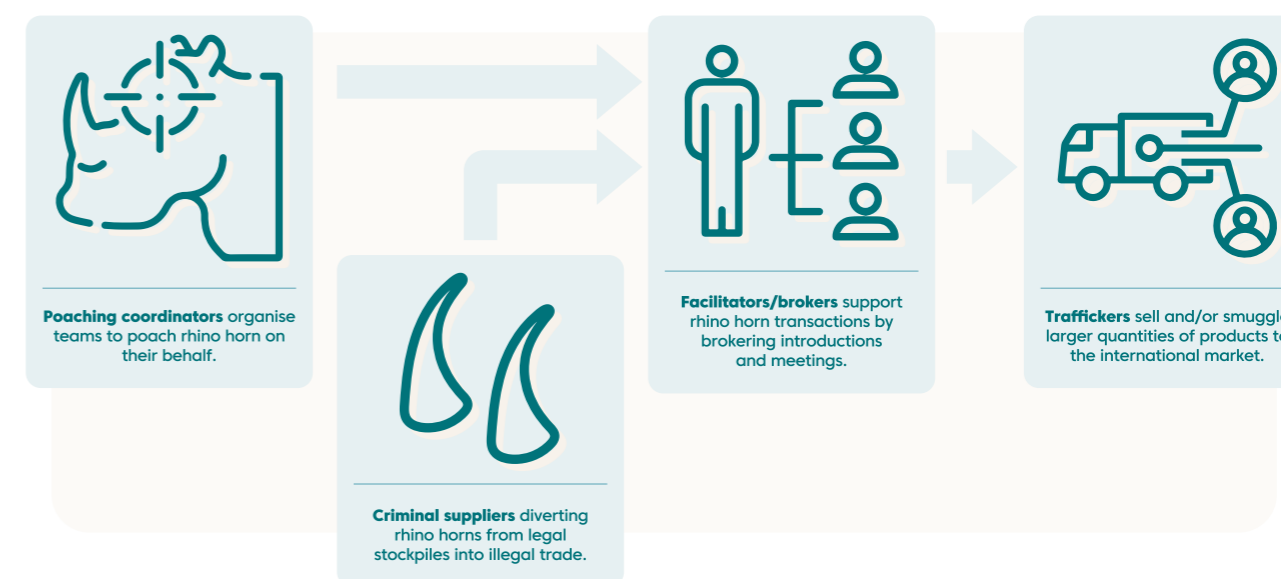 Poaching coordinators organise
teams to poach rhino horn on
their behalf.
Criminal suppliers diverting
rhino horns from legal
stockpiles into illegal trade.
Facilitators/brokers support
rhino horn transactions by
brokering introductions
and meetings.
Traffickers sell and/or smuggle
larger quantities of products to
the international market.